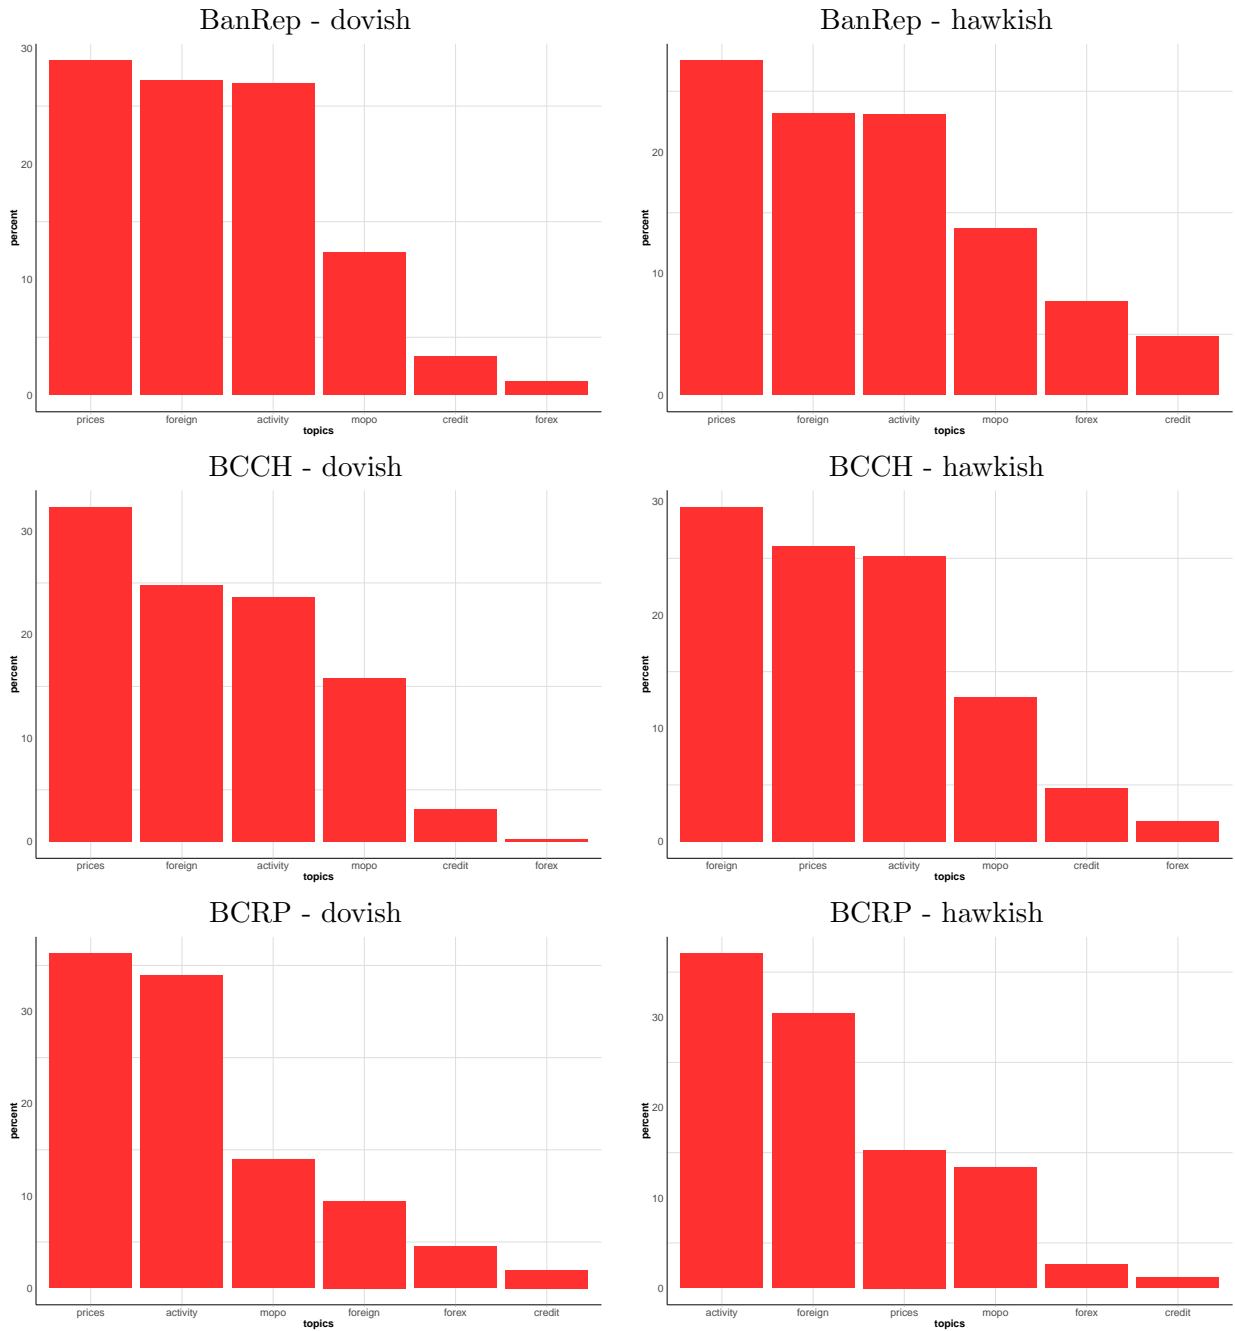 BanRep - dovish
30
20
10
0
percent
prices foreign activity mopo credit forex
topics
BanRep - hawkish
20
10
0
percent
prices foreign activity mopo forex credit
topics
BCCH - dovish
30
20
10
0
percent
prices foreign activity mopo credit forex
topics
BCCH - hawkish
30
20
10
0
percent
foreign prices activity mopo credit forex
topics
BCRP - dovish
30
20
10
0
percent
prices activity mopo foreign forex credit
topics
BCRP - hawkish
30
20
10
0
percent
activity foreign prices mopo forex credit
topics